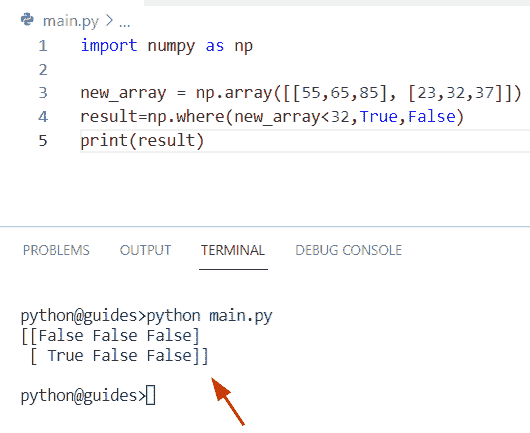 main.py > ...
1 import numpy as np
2
3 new_array = np.array([[55,65,85], [23,32,37]])
4 result=np.where(new_array<32,True,False)
5 print(result)
PROBLEMS OUTPUT TERMINAL DEBUG CONSOLE
python@guides>python main.py
[[False False False]
 [ True False False]]
python@guides>